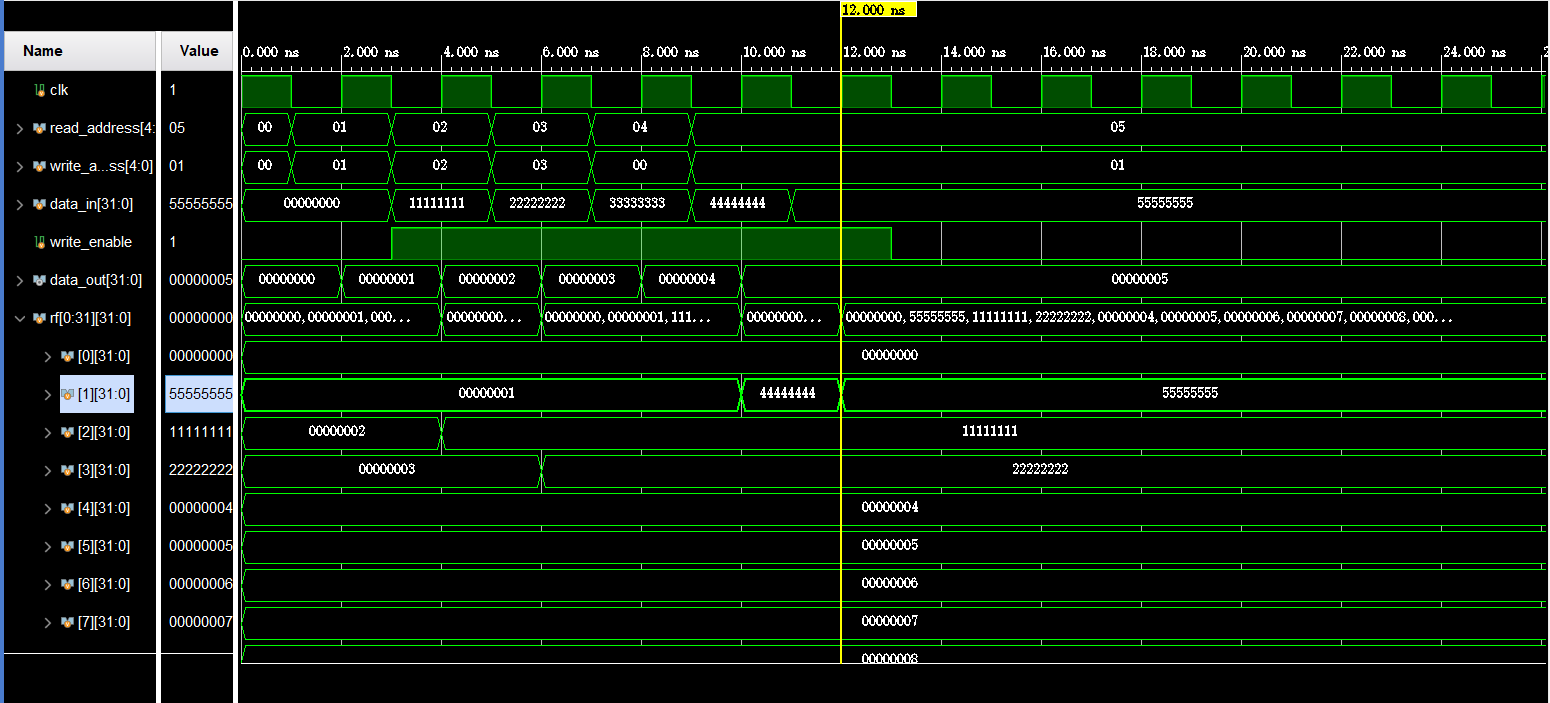 12.000 ns
Name Value 0.000 ns 2.000 ns 4.000 ns 6.000 ns 8.000 ns 10.000 ns 12.000 ns 14.000 ns 16.000 ns 18.000 ns 20.000 ns 22.000 ns 24.000 ns
clk 1
read_address[4: 05 00 01 02 03 04 05
write_a...ss[4:0] 01 00 01 02 03 00 01
data_in[31:0] 55555555 00000000 11111111 22222222 33333333 44444444 55555555
write_enable 1
data_out[31:0] 00000005 00000000 00000001 00000002 00000003 00000004 00000005
rf[0:31][31:0] 00000000 00000000,00000001,000... 00000000... 00000000,00000001,111... 00000000... 00000000,55555555,11111111,22222222,00000004,00000005,00000006,00000007,00000008,000...
[0][31:0] 00000000 00000000
[1][31:0] 55555555 00000001 44444444 55555555
[2][31:0] 11111111 00000002 11111111
[3][31:0] 22222222 00000003 22222222
[4][31:0] 00000004 00000004
[5][31:0] 00000005 00000005
[6][31:0] 00000006 00000006
[7][31:0] 00000007 00000007
00000008